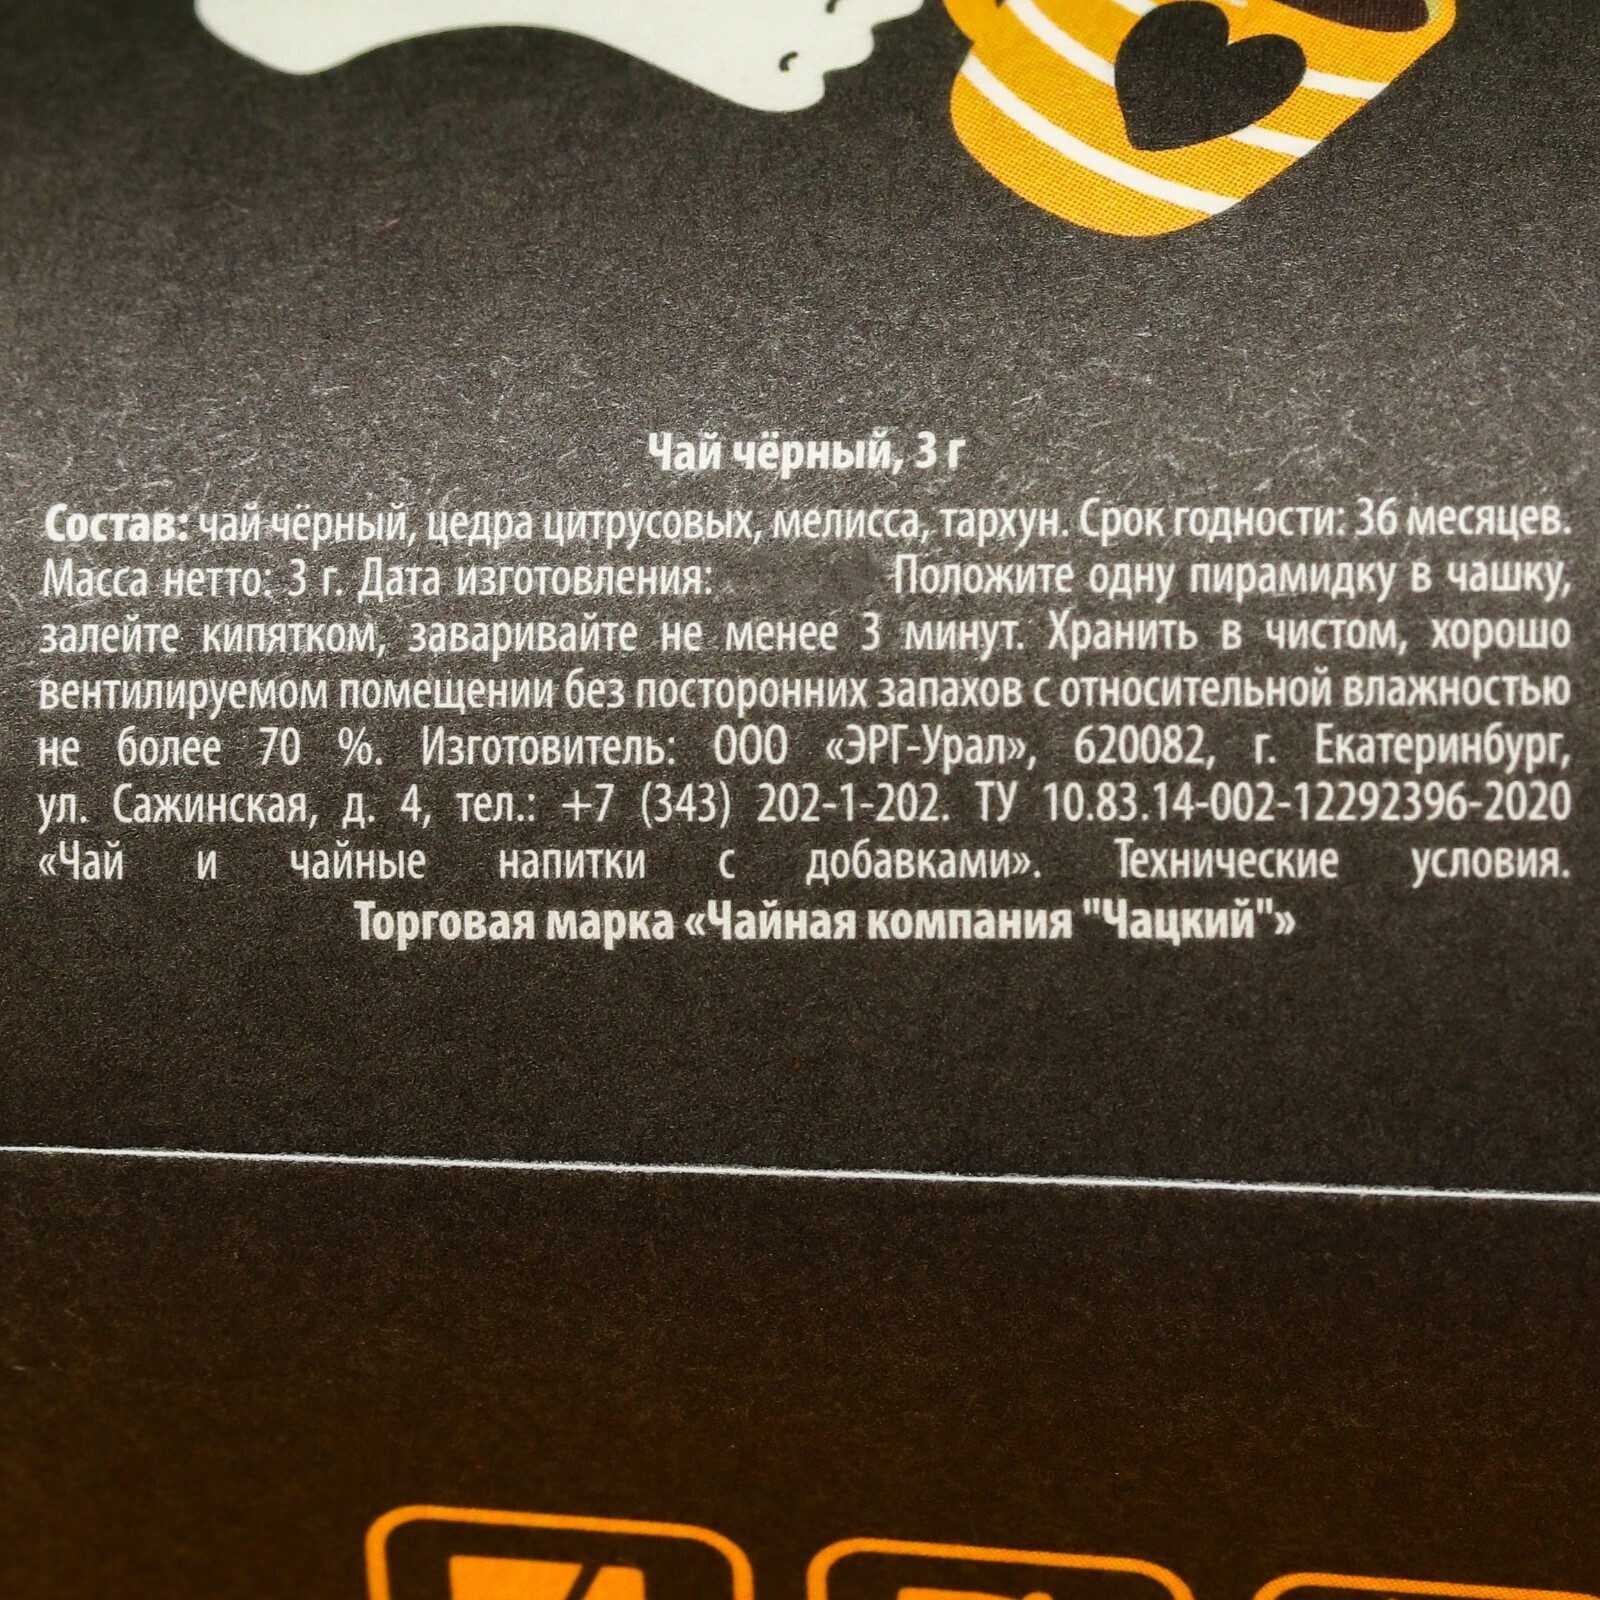 Чай чёрный, 3 г
Состав: чай чёрный, цедра цитрусовых, мелисса, тархун. Срок годности: 36 месяцев.
Масса нетто: 3 г. Дата изготовления: Положите одну пирамидку в чашку,
залейте кипятком, заваривайте не менее 3 минут. Хранить в чистом, хорошо
вентилируемом помещении без посторонних запахов с относительной влажностью
не более 70 %. Изготовитель: ООО «ЭРГ-Урал», 620082, г. Екатеринбург,
ул. Сажинская, д. 4, тел.: +7 (343) 202-1-202. ТУ 10.83.14-002-12292396-2020
«Чай и чайные напитки с добавками». Технические условия.
Торговая марка «Чайная компания "Чацкий"»